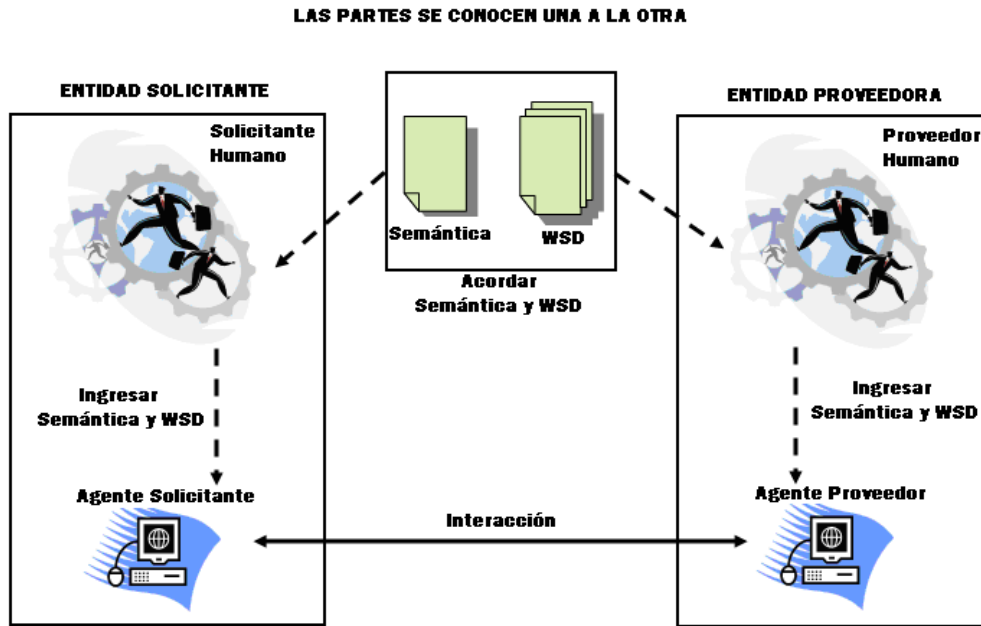 LAS PARTES SE CONOCEN UNA A LA OTRA
ENTIDAD SOLICITANTE
Solicitante
Humano
Ingresar
Semántica y WSD
Agente Solicitante
Semántica
WSD
Acordar
Semántica y WSD
Interacción
ENTIDAD PROVEEDORA
Proveedor
Humano
Ingresar
Semántica y WSD
Agente Proveedor